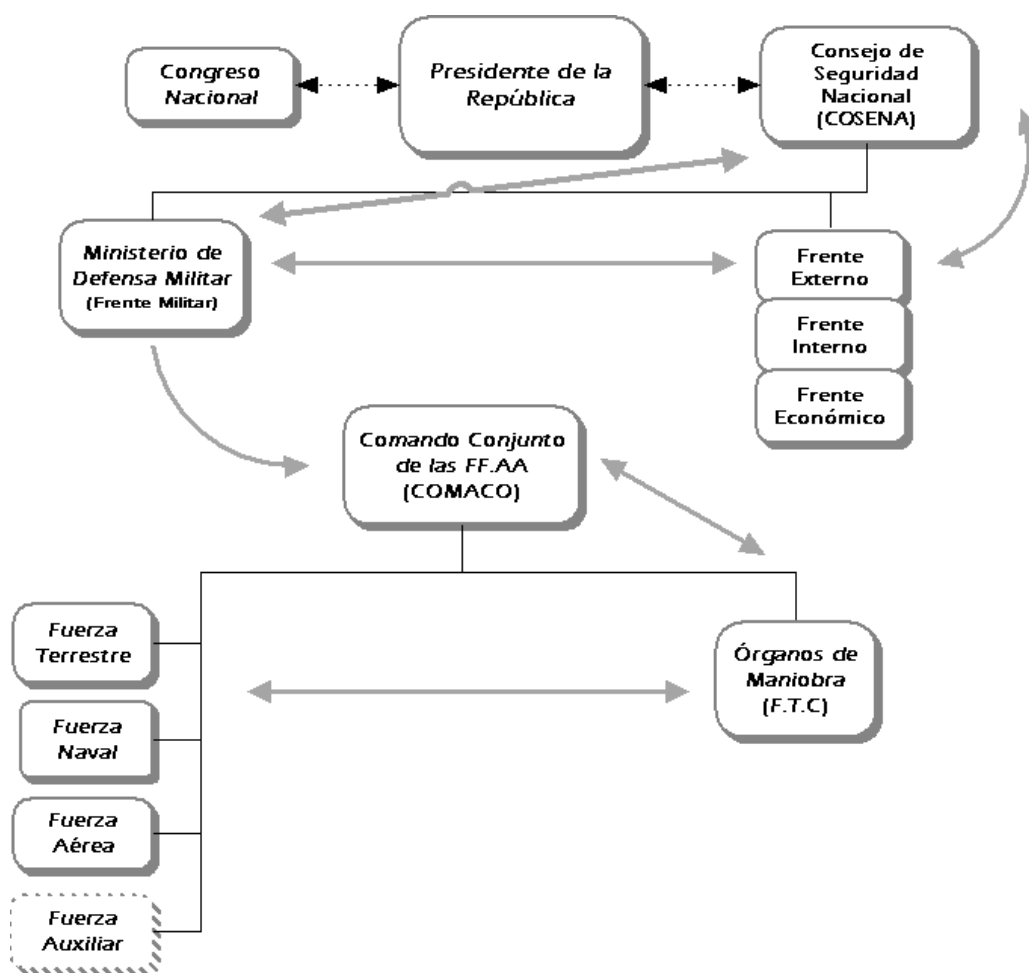 Congreso
Nacional
Presidente de la
República
Consejo de
Seguridad
Nacional
(COSENA)
Ministerio de
Defensa Militar
(Frente Militar)
Frente
Externo
Frente
Interno
Frente
Económico
Comando Conjunto
de las FF.AA
(COMACO)
Fuerza
Terrestre
Órganos de
Maniobra
(F.T.C)
Fuerza
Naval
Fuerza
Aérea
Fuerza
Auxiliar